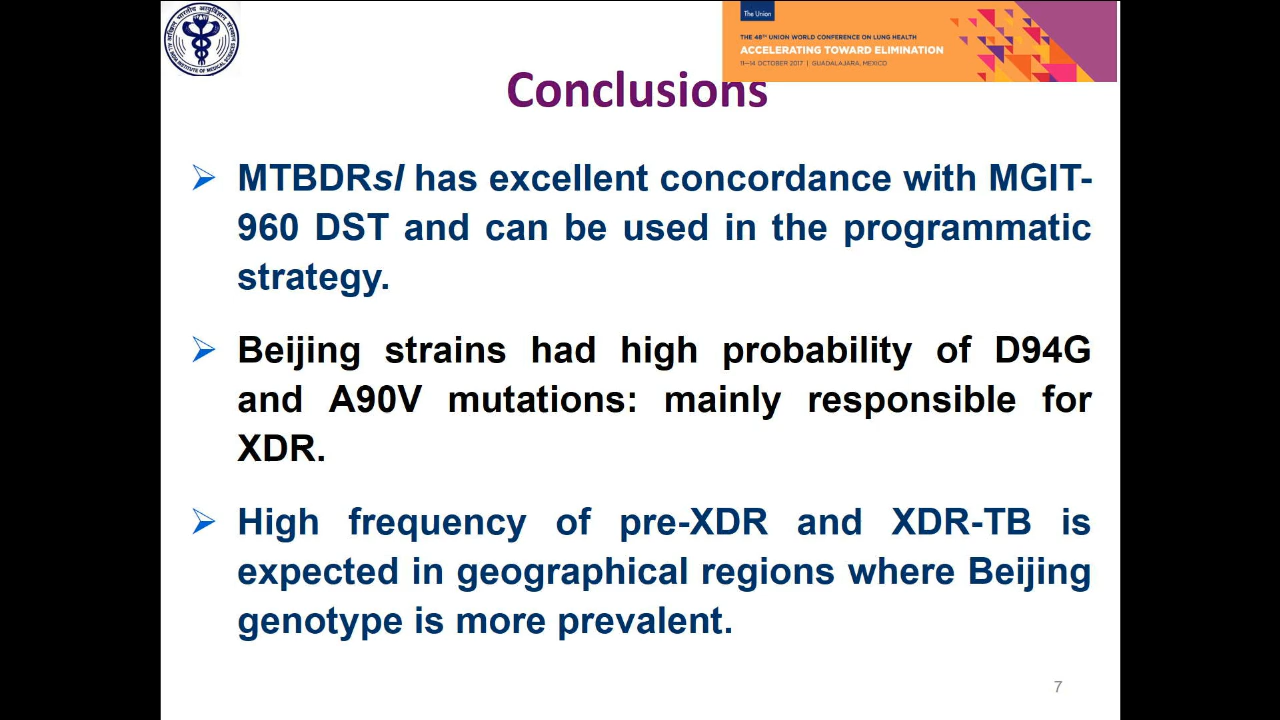 The Union
THE 48TH UNION WORLD CONFERENCE ON LUNG HEALTH
ACCELERATING TOWARD ELIMINATION
11–14 OCTOBER 2017 | GUADALAJARA, MEXICO
Conclusions
MTBDRsl has excellent concordance with MGIT-
960 DST and can be used in the programmatic
strategy.
Beijing strains had high probability of D94G
and A90V mutations: mainly responsible for
XDR.
High frequency of pre-XDR and XDR-TB is
expected in geographical regions where Beijing
genotype is more prevalent.
7